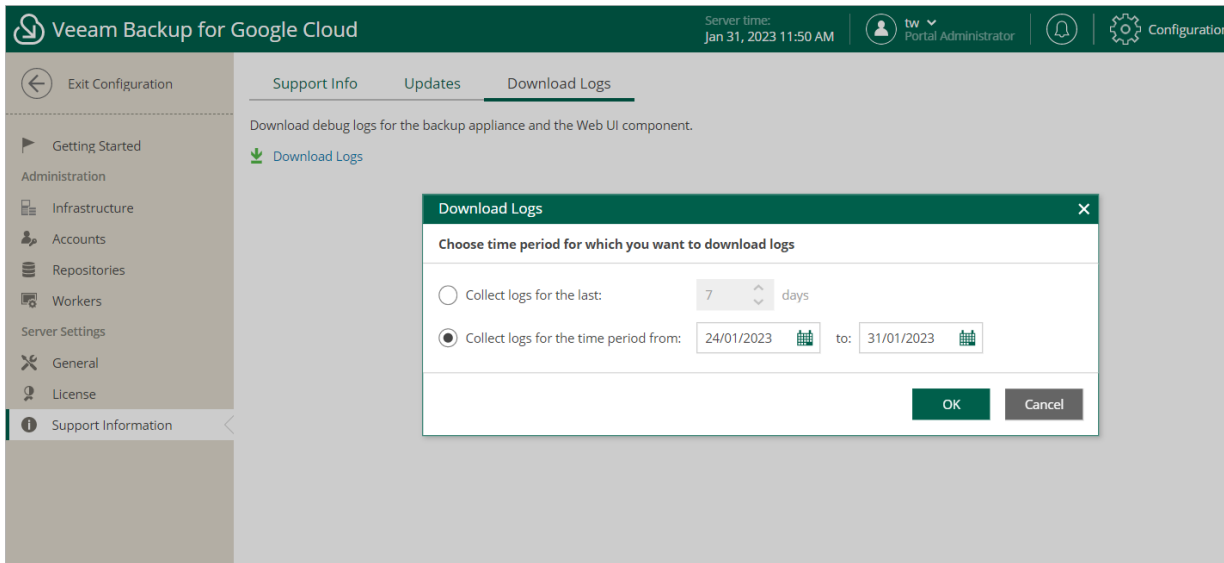 Veeam Backup for Google Cloud
Server time:
Jan 31, 2023 11:50 AM
tw
Portal Administrator
Configuration
Exit Configuration
Getting Started
Administration
Infrastructure
Accounts
Repositories
Workers
Server Settings
General
License
Support Information
Support Info Updates Download Logs
Download debug logs for the backup appliance and the Web UI component.
Download Logs
Download Logs
Choose time period for which you want to download logs
Collect logs for the last: 7 days
Collect logs for the time period from: 24/01/2023 to: 31/01/2023
OK Cancel